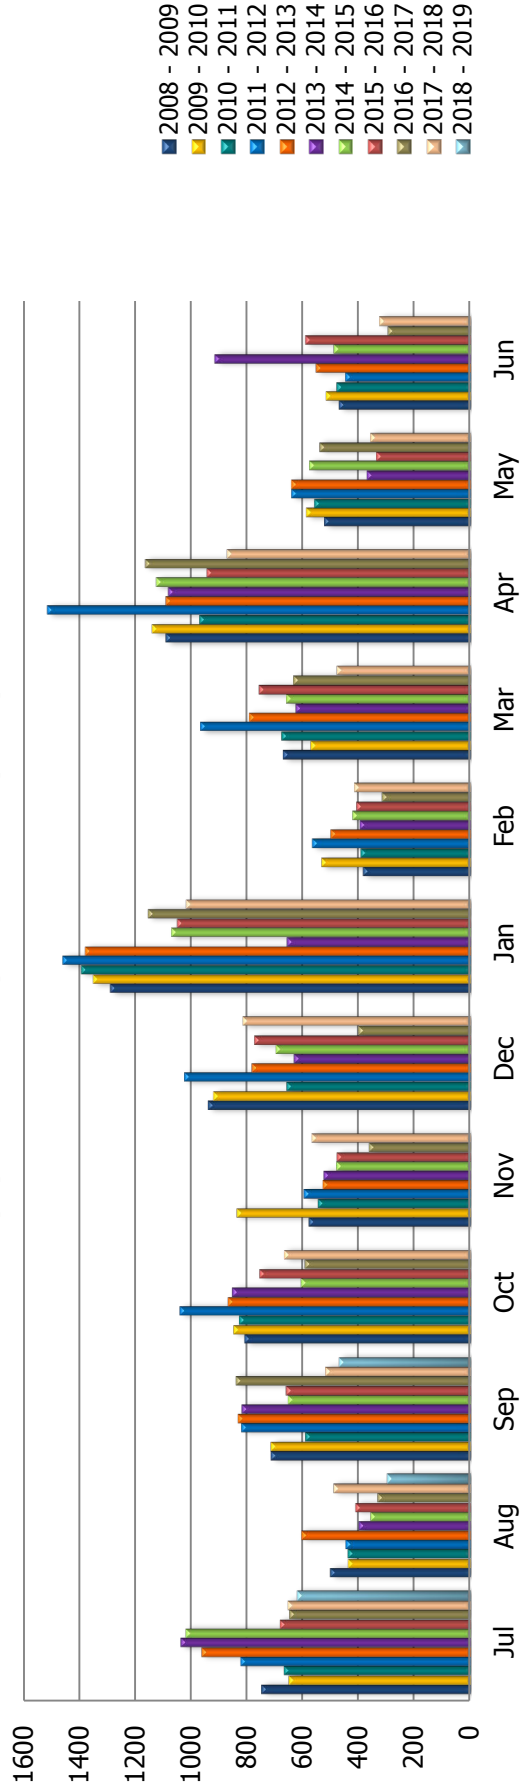 1600
1400
1200
1000
800
600
400
200
0
Jul
Aug
Sep
Oct
Nov
Dec
Jan
Feb
Mar
Apr
May
Jun
2008 - 2009
2009 - 2010
2010 - 2011
2011 - 2012
2012 - 2013
2013 - 2014
2014 - 2015
2015 - 2016
2016 - 2017
2017 - 2018
2018 - 2019